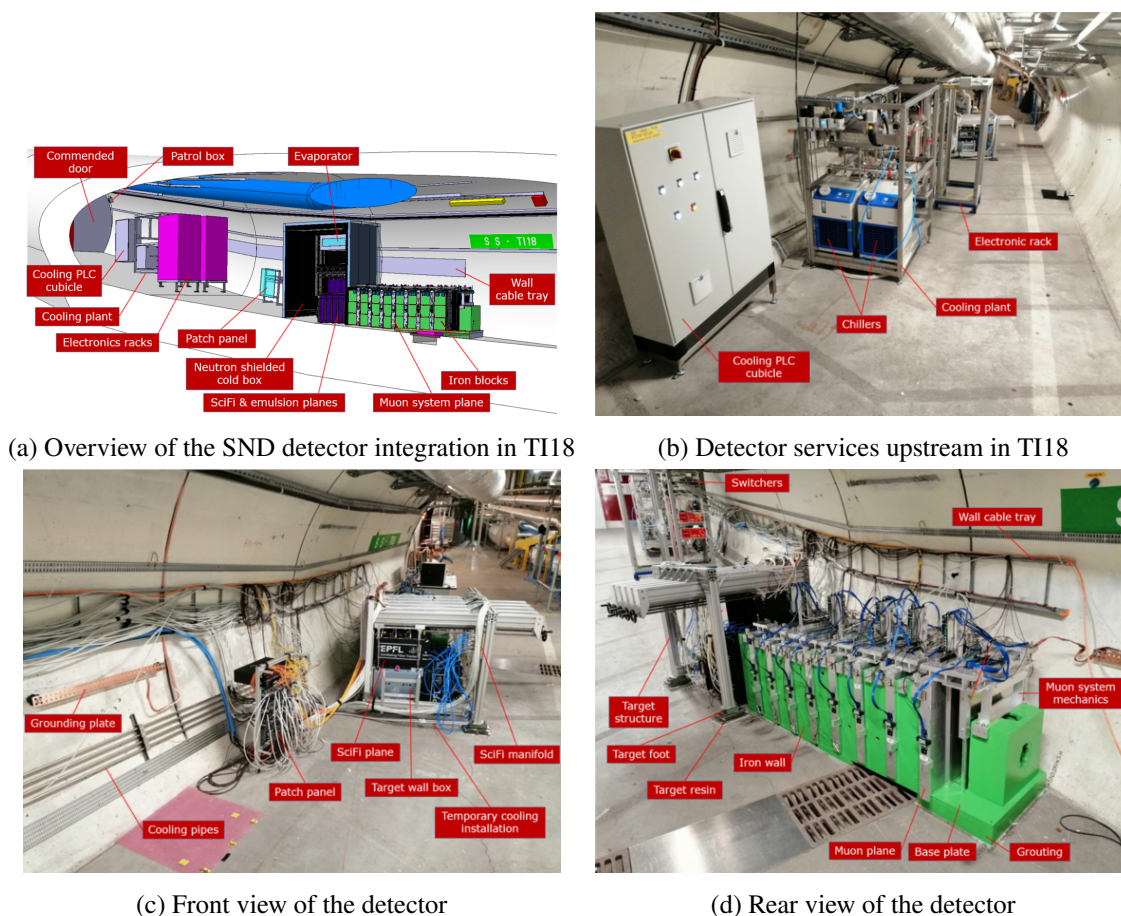 Commended
door
Patrol box
Evaporator
S S - TI18
Cooling PLC
cubicle
Wall
cable tray
Cooling plant
Electronics racks
Patch panel
Neutron shielded
cold box
Iron blocks
SciFi & emulsion planes
Muon system plane
(a) Overview of the SND detector integration in TI18
Electronic rack
Cooling plant
Chillers
Cooling PLC
cubicle
(b) Detector services upstream in TI18
EPFL
Grounding plate
SciFi plane
SciFi manifold
Patch panel
Target wall box
Temporary cooling
installation
Cooling pipes
(c) Front view of the detector
Switchers
Wall cable tray
S
Target
structure
Muon system
mechanics
Target foot
Iron wall
Target resin
Muon plane
Base plate
Grouting
(d) Rear view of the detector